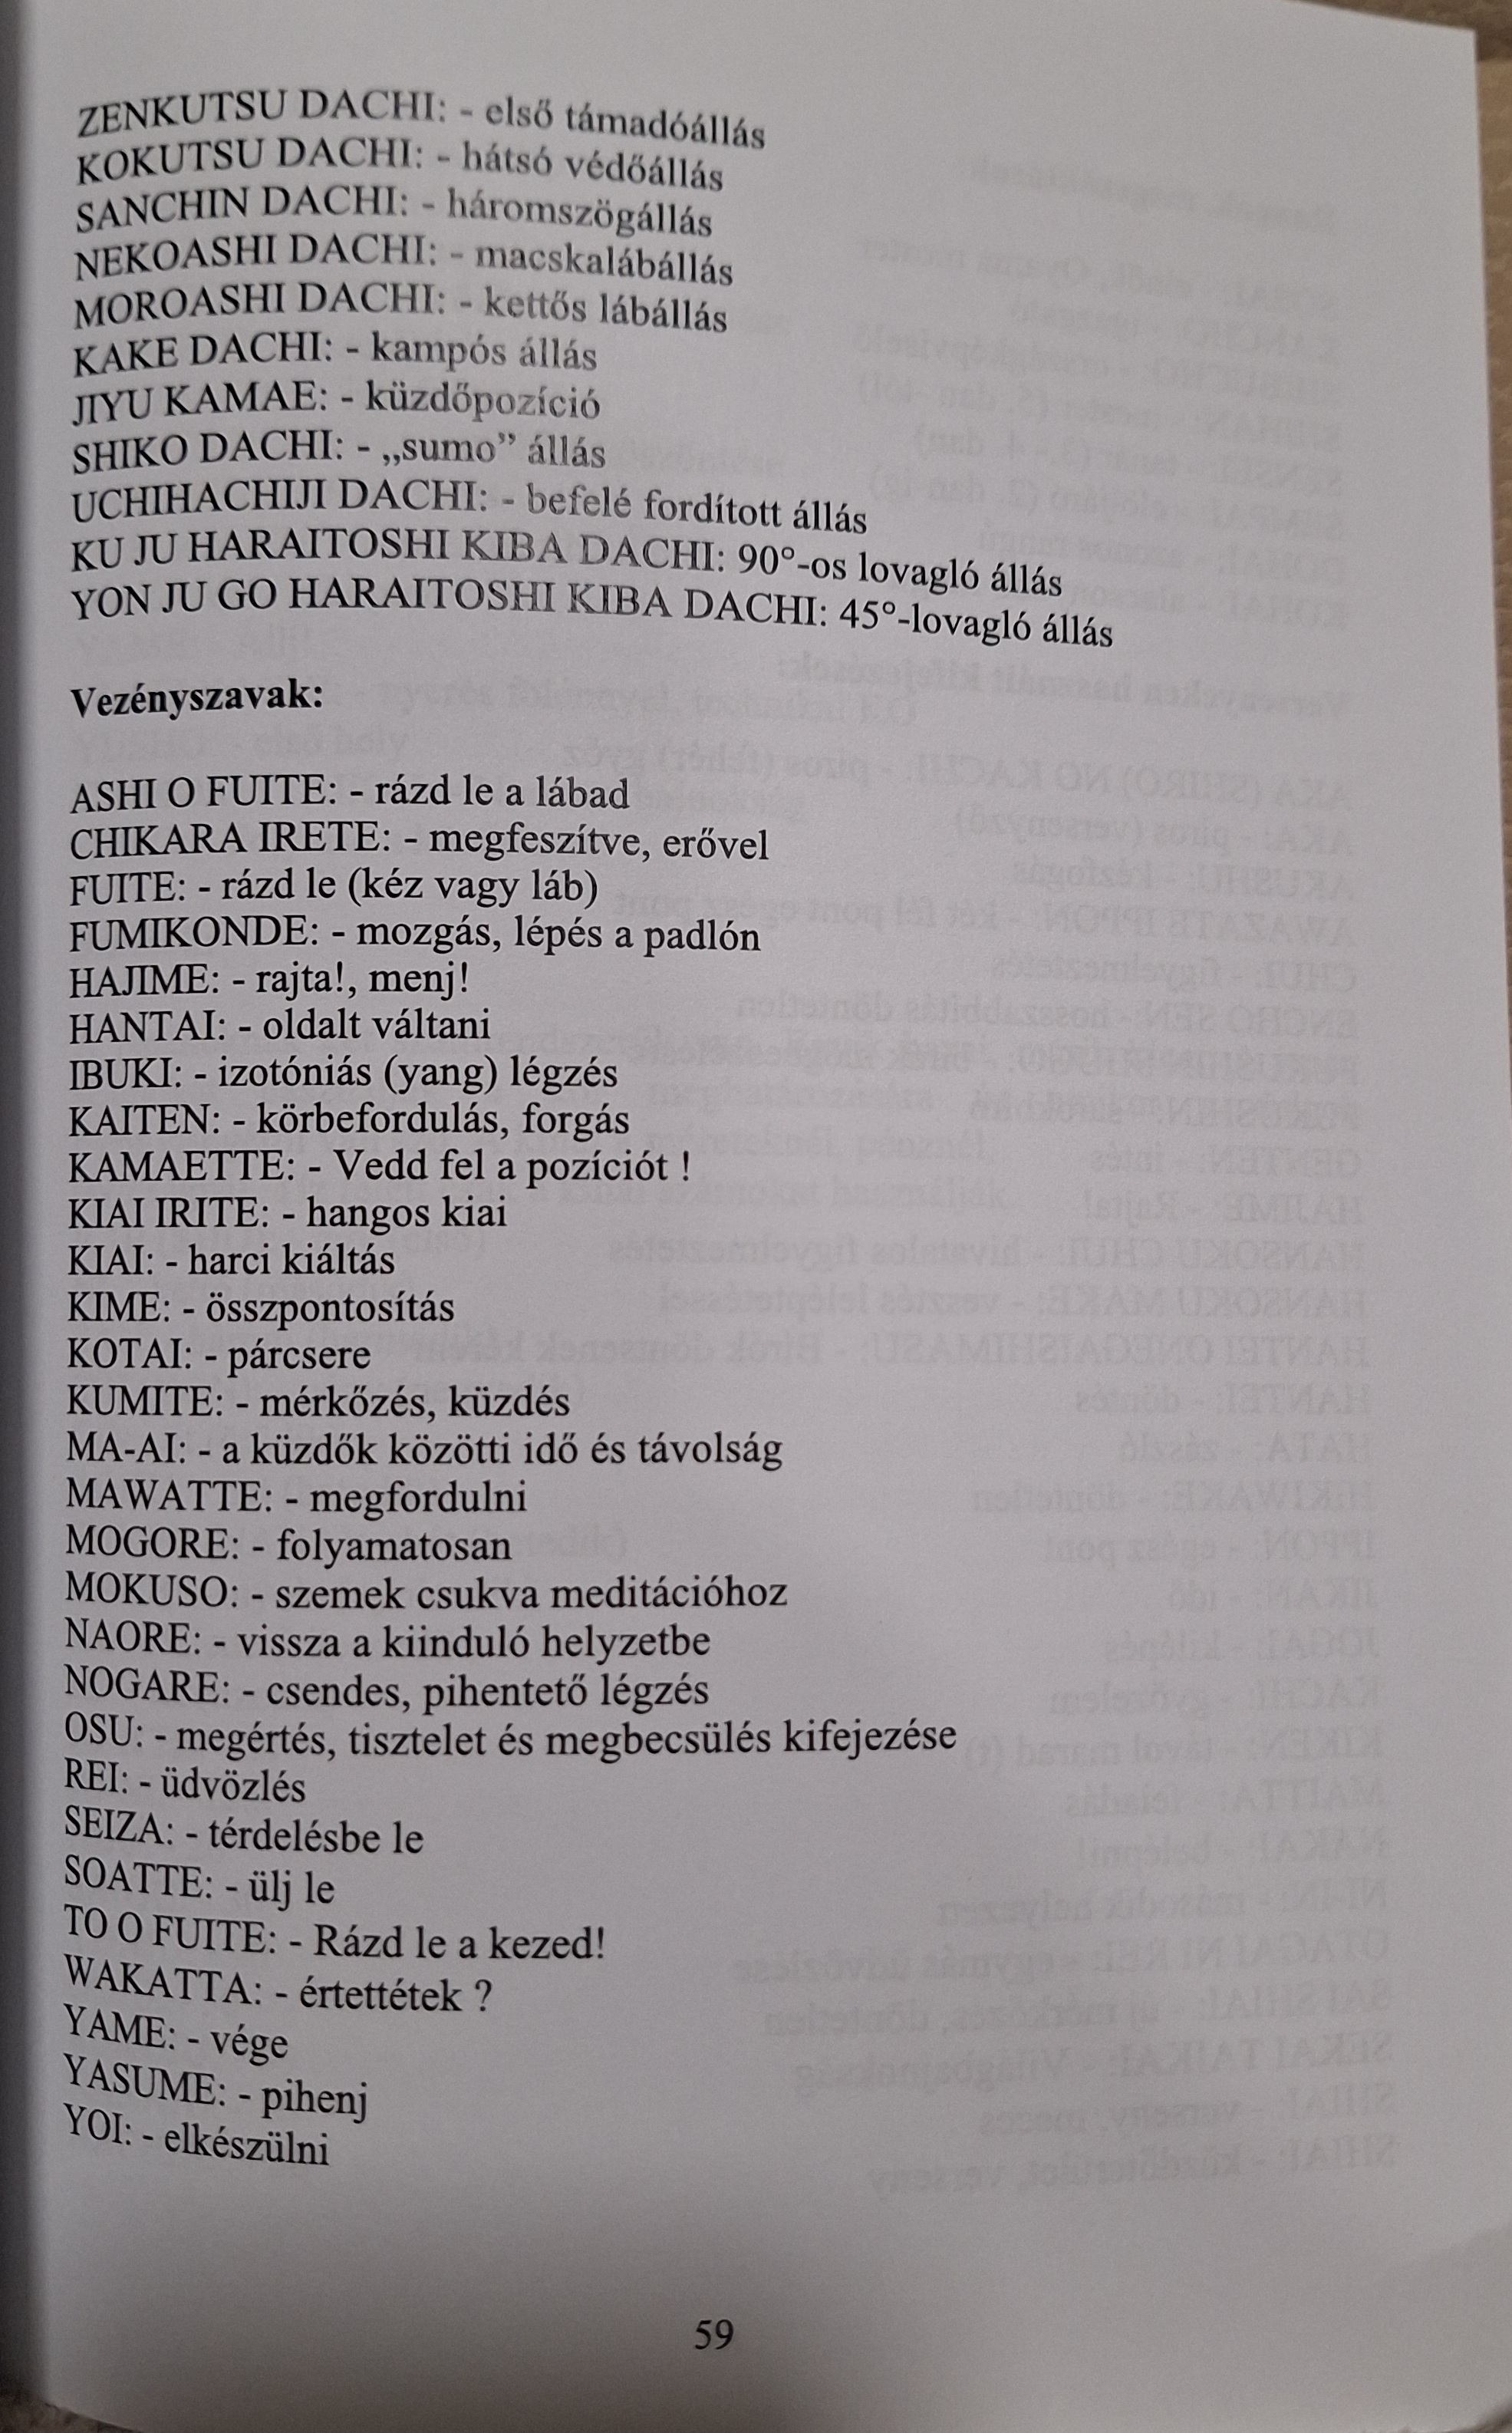 ZENKUTSU DACHI: - első támadóállás
KOKUTSU DACHI: - hátsó védőállás
SANCHIN DACHI: - háromszögállás
NEKOASHI DACHI: - macskalábállás
MOROASHI DACHI: - kettős lábállás
KAKE DACHI: - kampós állás
JIYU KAMAE: - küzdőpozíció
SHIKO DACHI: - „sumo” állás
UCHIHACHIJI DACHI: - befelé fordított állás
KU JU HARAITOSHI KIBA DACHI: 90°-os lovagló állás
YON JU GO HARAITOSHI KIBA DACHI: 45°-lovagló állás
Vezényszavak:
ASHI O FUITE: - rázd le a lábad
CHIKARA IRETE: - megfeszítve, erővel
FUITE: - rázd le (kéz vagy láb)
FUMIKONDE: - mozgás, lépés a padlón
HAJIME: - rajta!, menj!
HANTAI: - oldalt váltani
IBUKI: - izotóniás (yang) légzés
KAITEN: - körbefordulás, forgás
KAMAETTE: - Vedd fel a pozíciót !
KIAI IRITE: - hangos kiai
KIAI: - harci kiáltás
KIME: - összpontosítás
KOTAI: - párcsere
KUMITE: - mérkőzés, küzdés
MA-AI: - a küzdők közötti idő és távolság
MAWATTE: - megfordulni
MOGORE: - folyamatosan
MOKUSO: - szemek csukva meditációhoz
NAORE: - vissza a kiinduló helyzetbe
NOGARE: - csendes, pihentető légzés
OSU: - megértés, tisztelet és megbecsülés kifejezése
REI: - üdvözlés
SEIZA: - térdelésbe le
SOATTE: - ülj le
TO O FUITE: - Rázd le a kezed!
WAKATTA: - értettétek ?
YAME: - vége
YASUME: - pihenj
YOI: - elkészülni
59